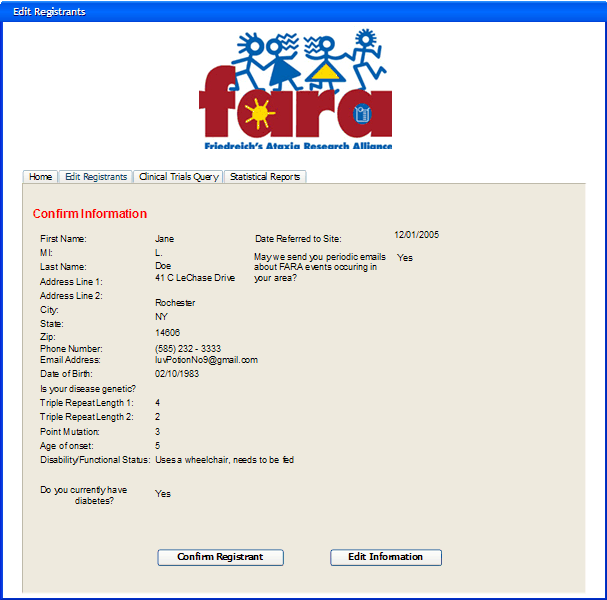 Edit Registrants
fara
Friedreich's Ataxia Research Alliance
Home Edit Registrants Clinical Trials Query Statistical Reports
Confirm Information
First Name: Jane Date Referred to Site: 12/01/2005
MI: L. May we send you periodic emails Yes
Last Name: Doe about FARA events occuring in
Address Line 1: 41 C LeChase Drive your area?
Address Line 2:
City: Rochester
State: NY
Zip: 14606
Phone Number: (585) 232 - 3333
Email Address: luvPotionNo9@gmail.com
Date of Birth: 02/10/1983
Is your disease genetic?
Triple Repeat Length 1: 4
Triple Repeat Length 2: 2
Point Mutation: 3
Age of onset: 5
Disability/Functional Status: Uses a wheelchair, needs to be fed
Do you currently have Yes
diabetes?
Confirm Registrant Edit Information